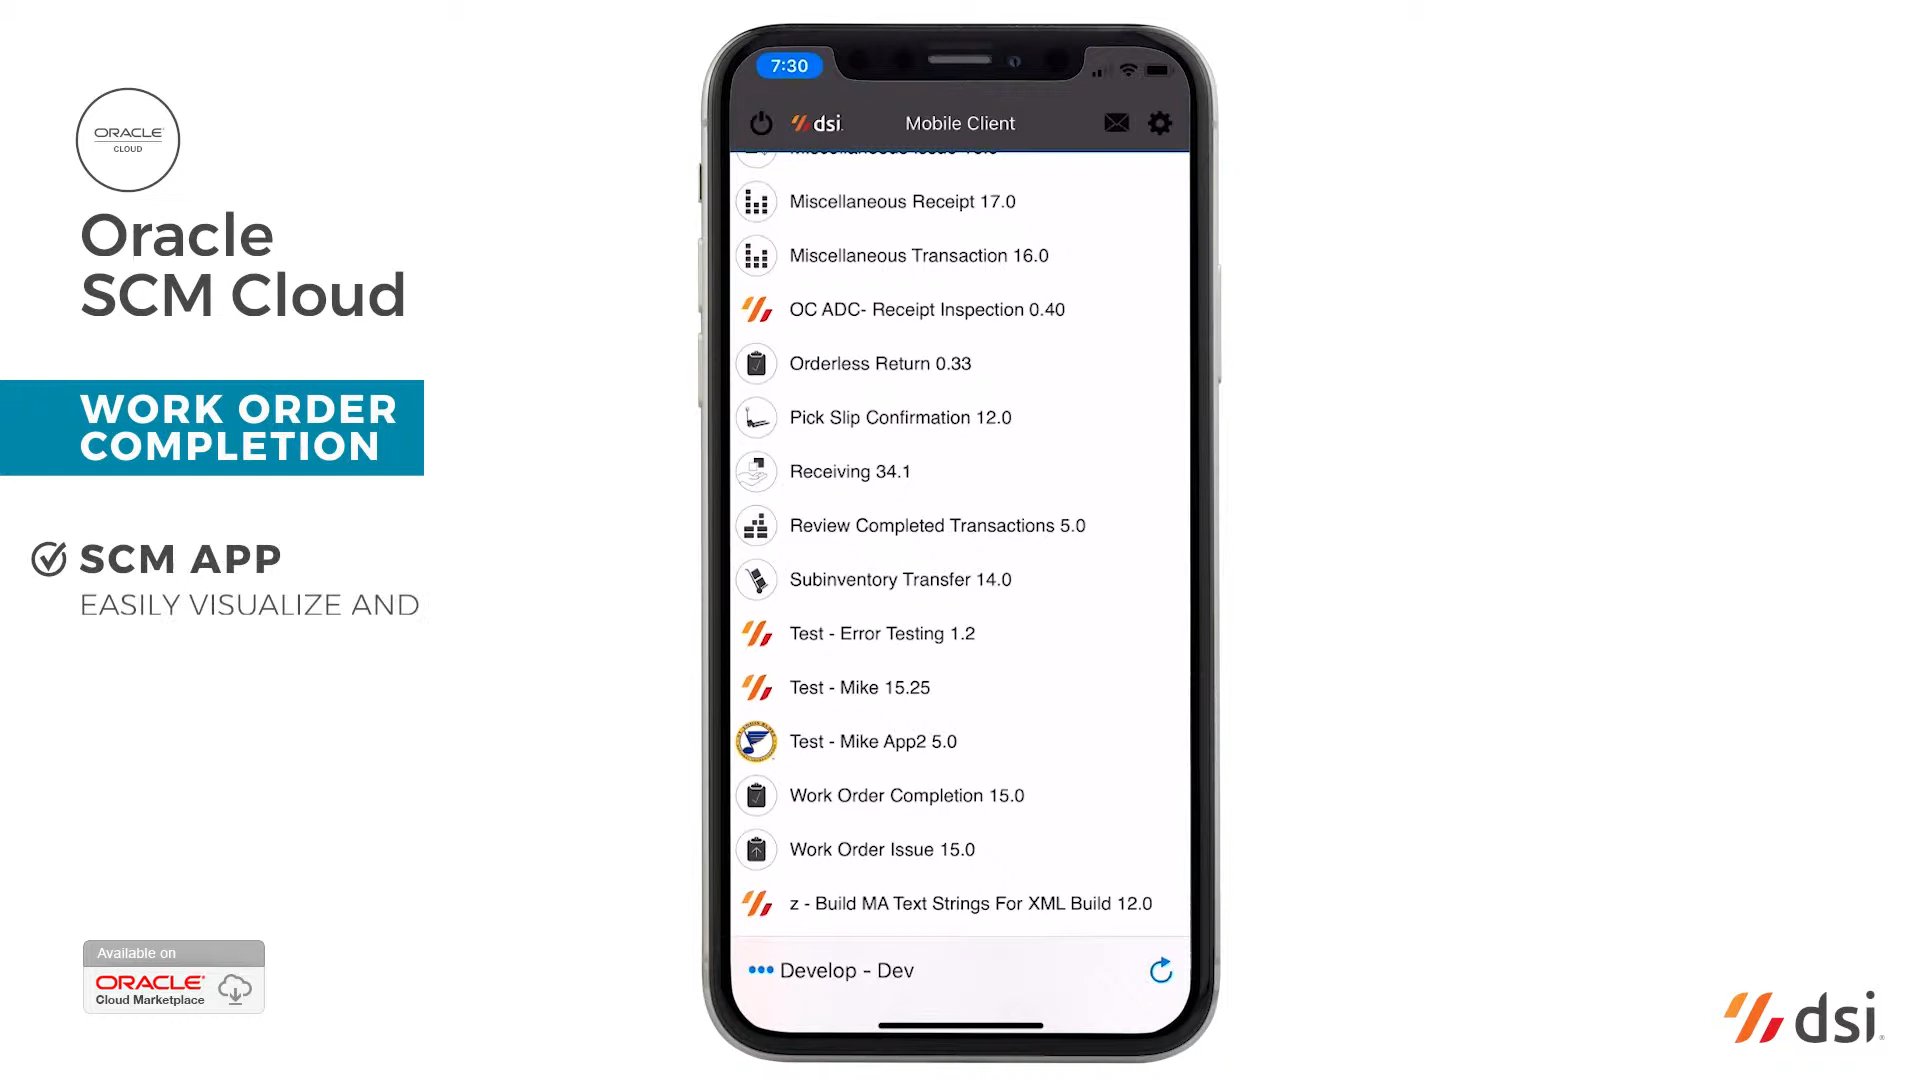 ORACLE
CLOUD
Oracle
SCM Cloud
WORK ORDER
COMPLETION
SCM APP
EASILY VISUALIZE AND
Available on
ORACLE
Cloud Marketplace
7:30
dsi
Mobile Client
Miscellaneous Receipt 17.0
Miscellaneous Transaction 16.0
OC ADC- Receipt Inspection 0.40
Orderless Return 0.33
Pick Slip Confirmation 12.0
Receiving 34.1
Review Completed Transactions 5.0
Subinventory Transfer 14.0
Test - Error Testing 1.2
Test - Mike 15.25
Test - Mike App2 5.0
Work Order Completion 15.0
Work Order Issue 15.0
z - Build MA Text Strings For XML Build 12.0
Develop - Dev
dsi